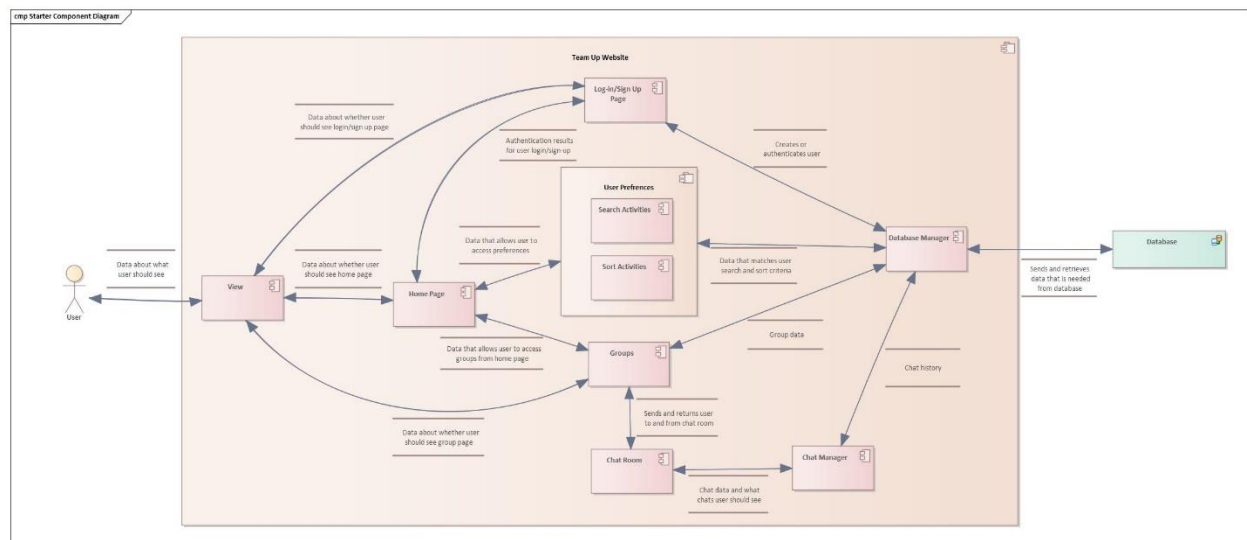 cmp Starter Component Diagram
Team Up Website
Log-in/Sign Up
Page
Data about whether user
should see login/sign up page
Authentication results
for user login/sign-up
Creates or
authenticates user
User Prefrences
Search Activities
Sort Activities
Data that allows user to
access preferences
Data that matches user
search and sort criteria
Database Manager
Database
Sends and retrieves
data that is needed
from database
Data about what
user should see
User
View
Data about whether user
should see home page
Home Page
Data that allows user to access
groups from home page
Groups
Group data
Chat history
Data about whether user
should see group page
Sends and returns user
to and from chat room
Chat Room
Chat Manager
Chat data and what
chats user should see